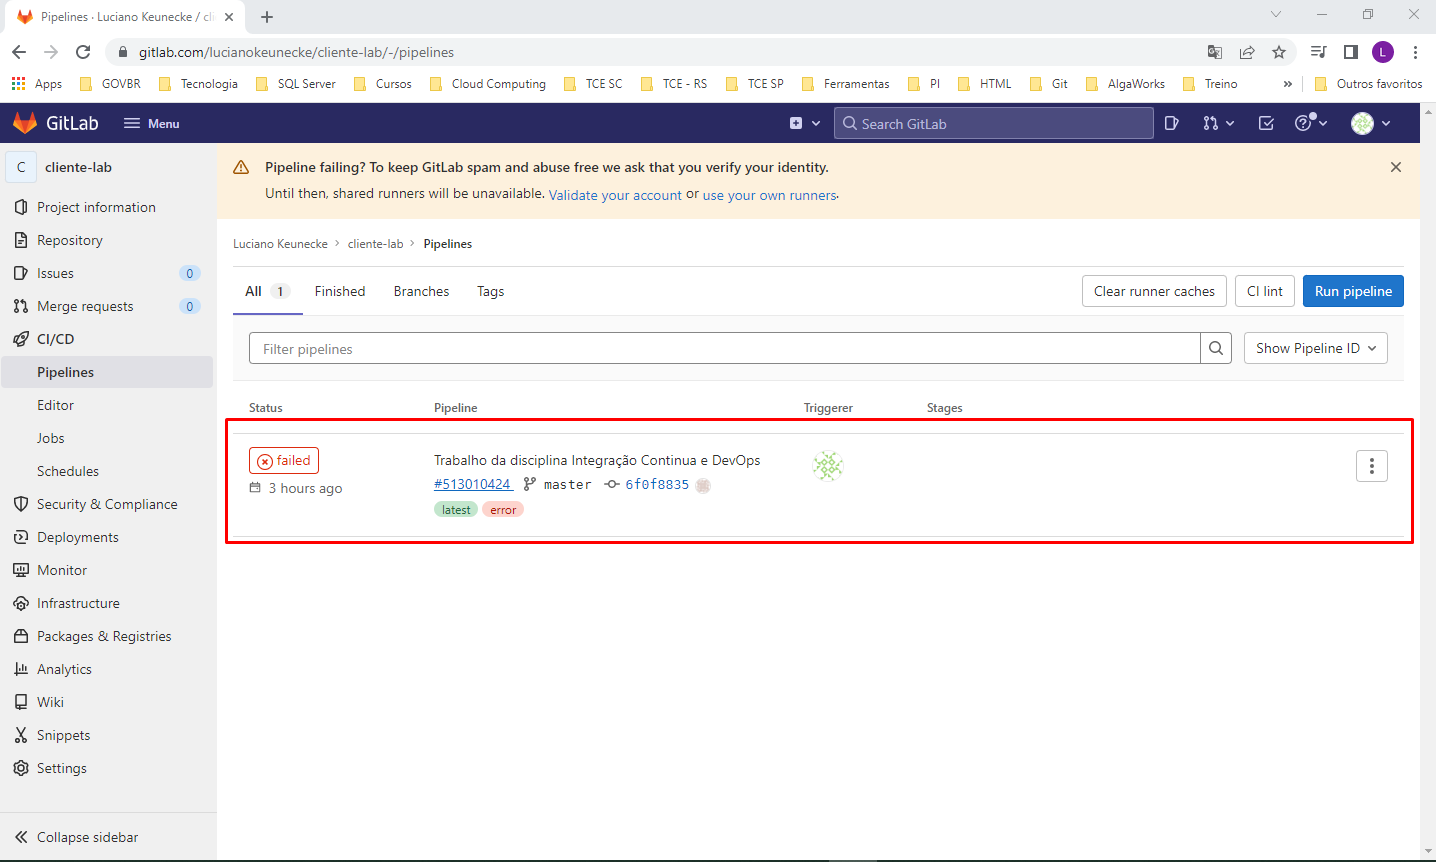 Pipelines · Luciano Keunecke / cli
gitlab.com/lucianokeunecke/cliente-lab/-/pipelines
L
Apps GOVBR Tecnologia SQL Server Cursos Cloud Computing TCE SC TCE - RS TCE SP Ferramentas PI HTML Git AlgaWorks Treino » Outros favoritos
GitLab Menu Search GitLab
C cliente-lab
Project information
Repository
Issues 0
Merge requests 0
CI/CD
Pipelines
Editor
Jobs
Schedules
Security & Compliance
Deployments
Monitor
Infrastructure
Packages & Registries
Analytics
Wiki
Snippets
Settings
Collapse sidebar
Pipeline failing? To keep GitLab spam and abuse free we ask that you verify your identity.
Until then, shared runners will be unavailable. Validate your account or use your own runners.
Luciano Keunecke > cliente-lab > Pipelines
All 1 Finished Branches Tags Clear runner caches CI lint Run pipeline
Filter pipelines Show Pipeline ID
Status Pipeline Triggerer Stages
failed Trabalho da disciplina Integração Continua e DevOps
3 hours ago #513010424 master 6f0f8835
latest error